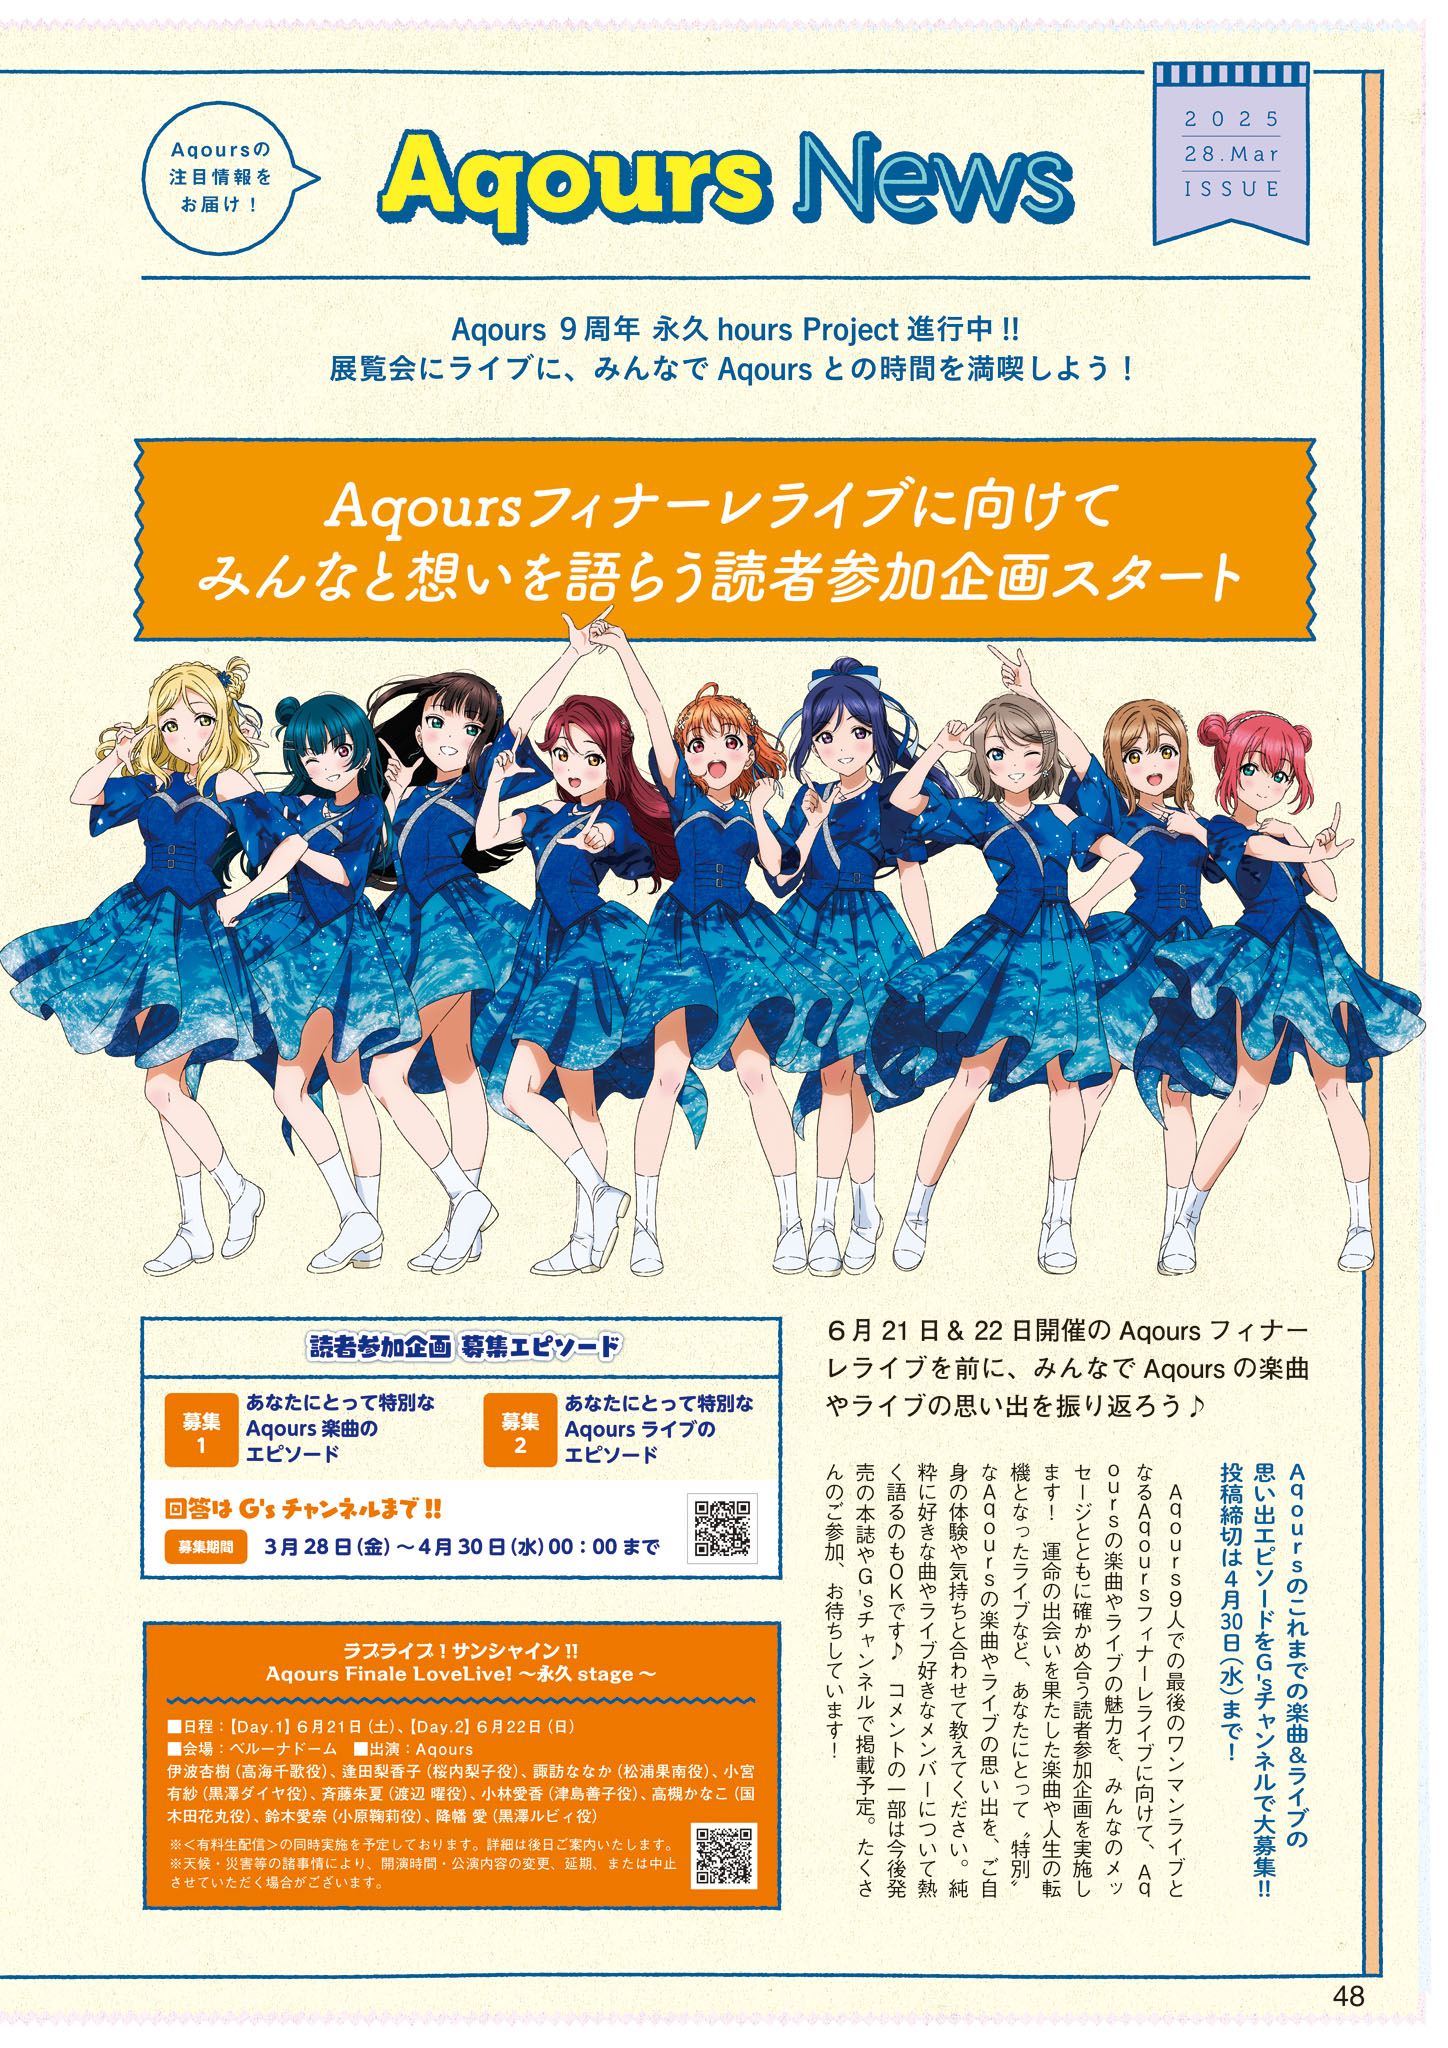 Aqoursの
注目情報を
お届け！
Aqours News
2025
28.Mar
ISSUE
Aqours 9周年 永久 hours Project 進行中 !!
展覧会にライブに、みんなで Aqours との時間を満喫しよう！
Aqoursフィナーレライブに向けて
みんなと想いを語らう読者参加企画スタート
読者参加企画 募集エピソード
募集
1
あなたにとって特別な
Aqours 楽曲の
エピソード
募集
2
あなたにとって特別な
Aqours ライブの
エピソード
回答は G's チャンネルまで !!
募集期間
3月28日（金）～4月30日（水）00：00まで
ラブライブ！サンシャイン!!
Aqours Finale LoveLive! ～永久 stage～
■日程：【Day.1】6月21日（土）、【Day.2】6月22日（日）
■会場：ベルーナドーム　■出演：Aqours
伊波杏樹（高海千歌役）、逢田梨香子（桜内梨子役）、諏訪ななか（松浦果南役）、小宮
有紗（黒澤ダイヤ役）、斉藤朱夏（渡辺 曜役）、小林愛香（津島善子役）、高槻かなこ（国
木田花丸役）、鈴木愛奈（小原鞠莉役）、降幡 愛（黒澤ルビィ役）
※＜有料生配信＞の同時実施を予定しております。詳細は後日ご案内いたします。
※天候・災害等の諸事情により、開演時間・公演内容の変更、延期、または中止
させていただく場合がございます。
6月21日＆22日開催の Aqours フィナー
レライブを前に、みんなで Aqours の楽曲
やライブの思い出を振り返ろう♪
Aqoursのこれまでの楽曲＆ライブの
思い出エピソードをG'sチャンネルで大募集!!
投稿締切は4月30日（水）まで！
Aqours9人での最後のワンマンライブと
なるAqoursフィナーレライブに向けて、Aq
oursの楽曲やライブの魅力を、みんなのメッ
セージとともに確かめ合う読者参加企画を実施し
ます！　運命の出会いを果たした楽曲や人生の転
機となったライブなど、あなたにとって〝特別〟
なAqoursの楽曲やライブの思い出を、ご自
身の体験や気持ちと合わせて教えてください。純
粋に好きな曲やライブ好きなメンバーについて熱
く語るのもOKです♪　コメントの一部は今後発
売の本誌やG'sチャンネルで掲載予定。たくさ
んのご参加、お待ちしています！
48